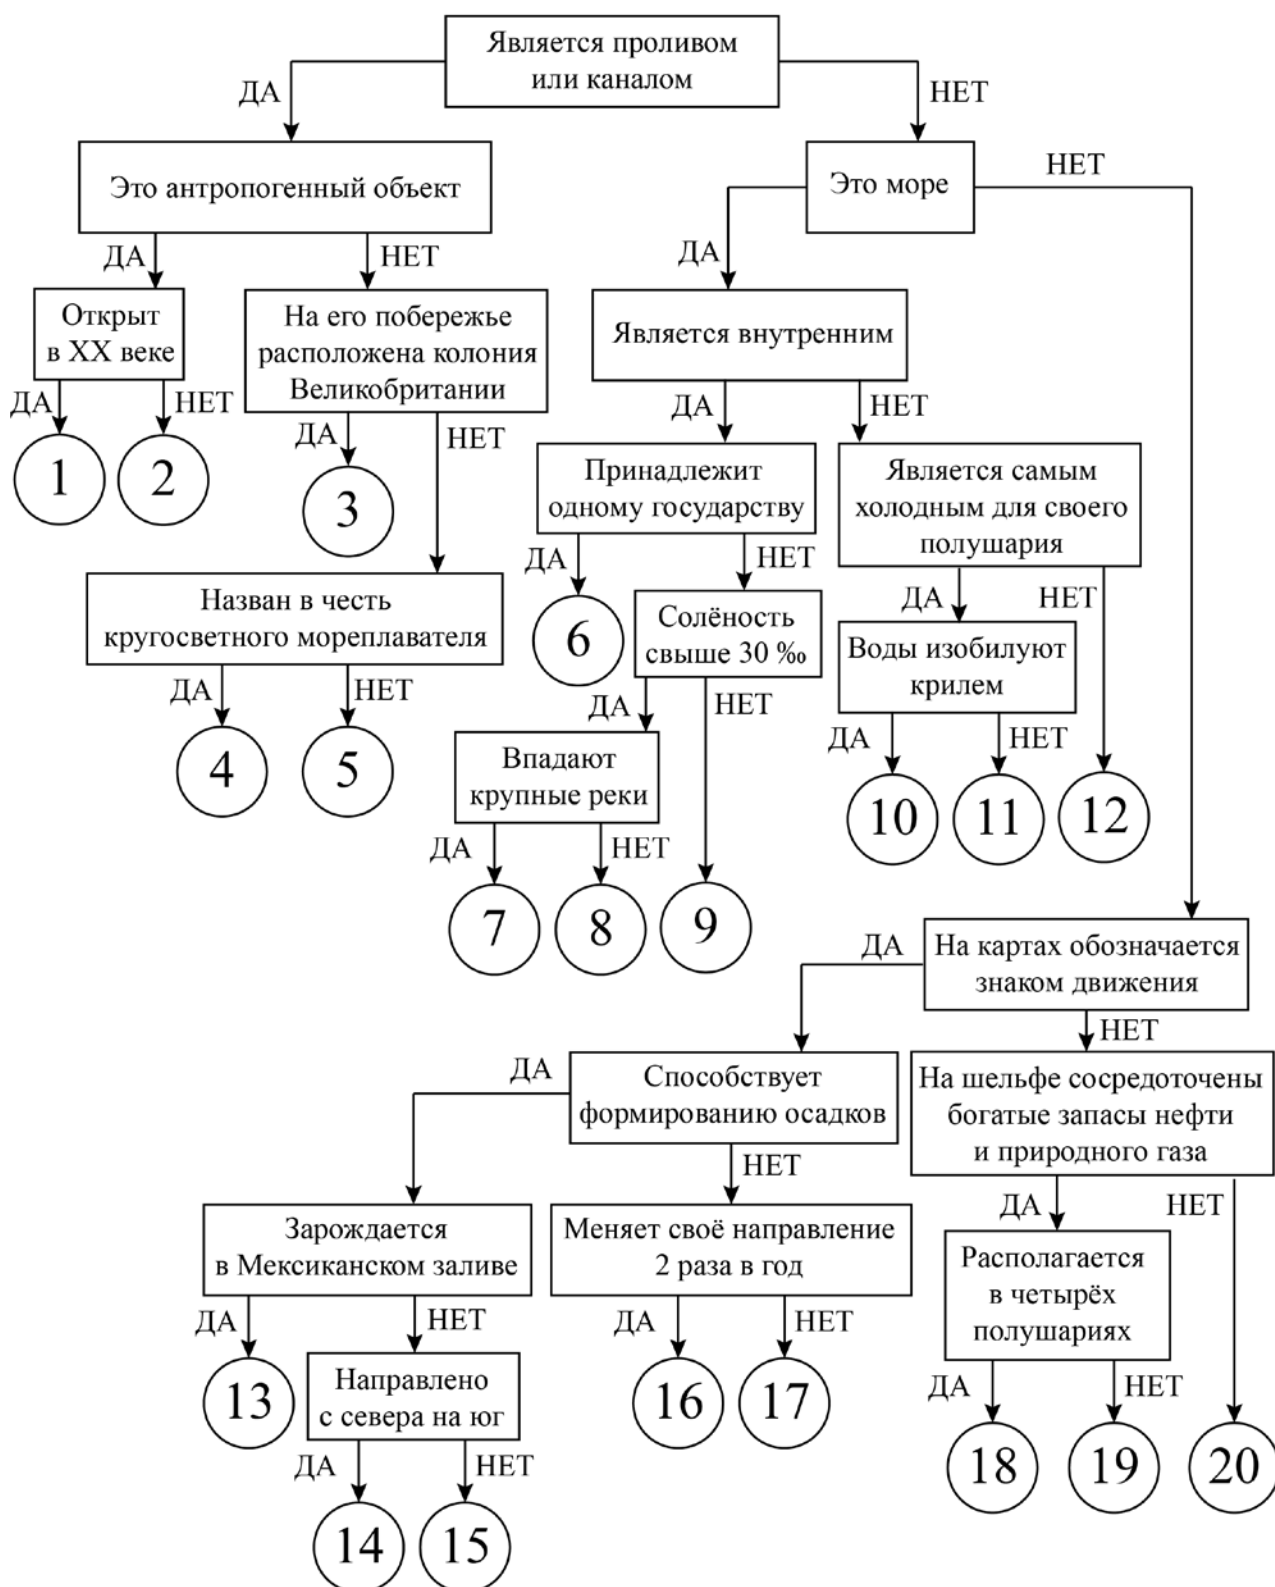 Является проливом
или каналом
ДА
НЕТ
Это антропогенный объект
Это море
НЕТ
ДА
НЕТ
ДА
Открыт
в XX веке
На его побережье
расположена колония
Великобритании
Является внутренним
ДА
НЕТ
ДА
НЕТ
ДА
НЕТ
1
2
3
Принадлежит
одному государству
Является самым
холодным для своего
полушария
ДА
НЕТ
ДА
НЕТ
Назван в честь
кругосветного мореплавателя
6
Солёность
свыше 30 ‰
Воды изобилуют
крилем
ДА
НЕТ
ДА
НЕТ
ДА
НЕТ
4
5
Впадают
крупные реки
10
11
12
ДА
НЕТ
7
8
9
ДА
На картах обозначается
знаком движения
НЕТ
ДА
Способствует
формированию осадков
На шельфе сосредоточены
богатые запасы нефти
и природного газа
НЕТ
ДА
НЕТ
Зарождается
в Мексиканском заливе
Меняет своё направление
2 раза в год
Располагается
в четырёх
полушариях
ДА
НЕТ
ДА
НЕТ
13
Направлено
с севера на юг
16
17
ДА
НЕТ
18
19
20
ДА
НЕТ
14
15